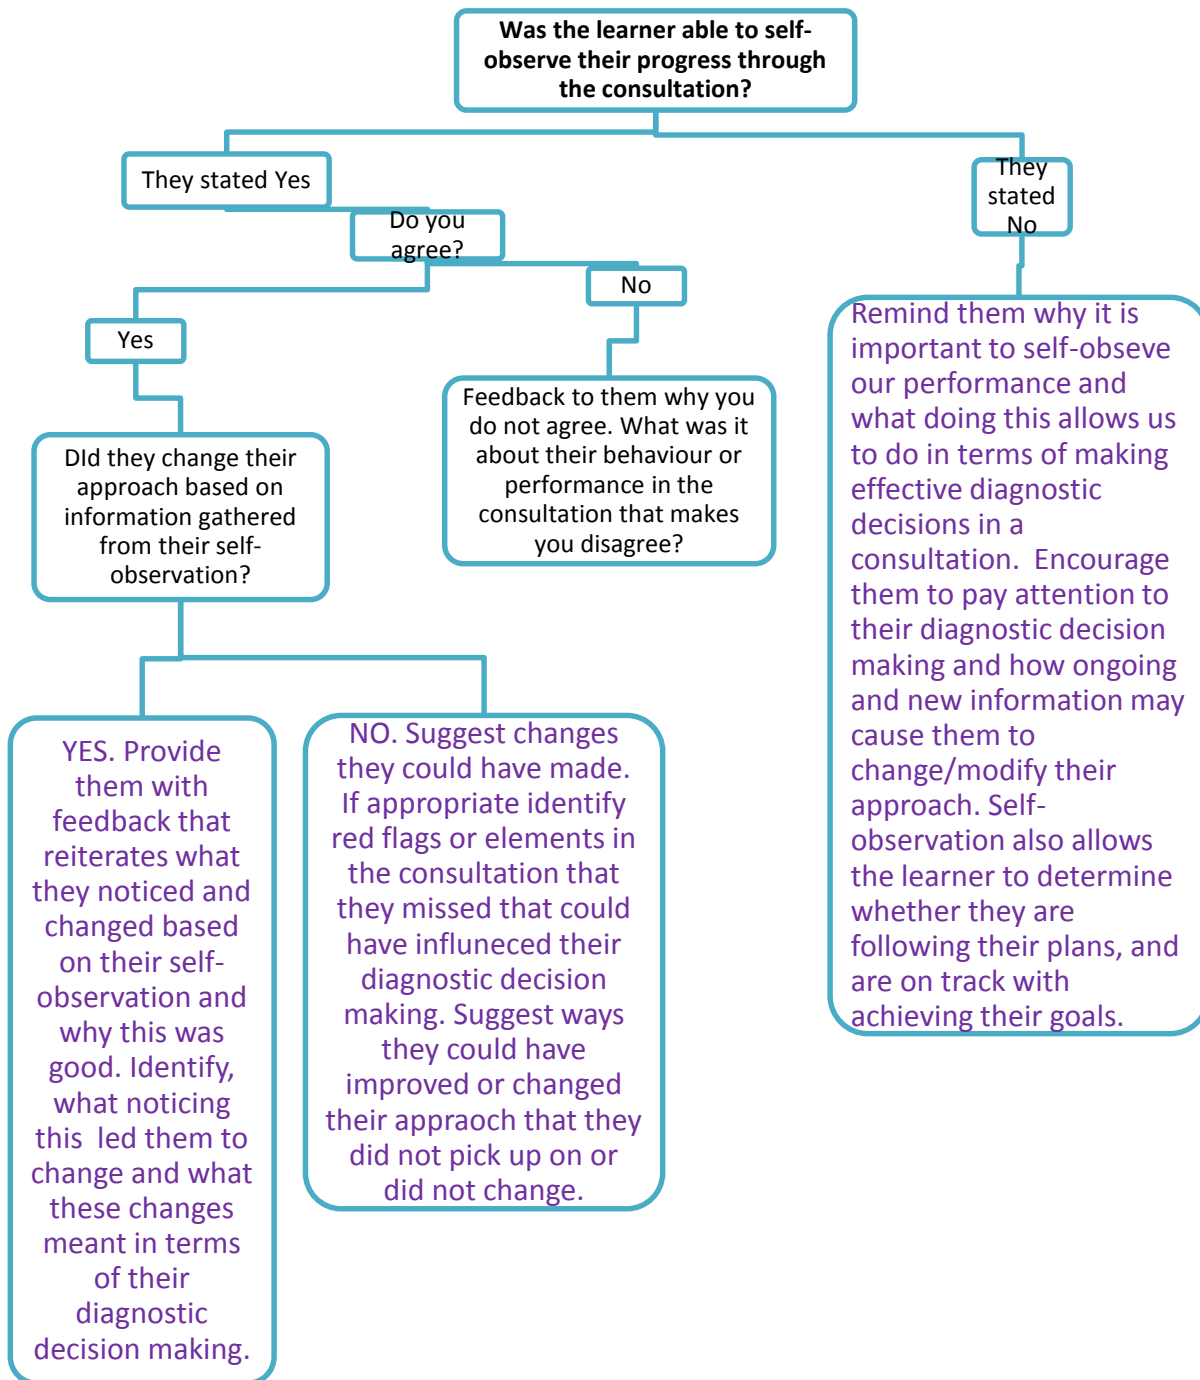 Was the learner able to self-
observe their progress through
the consultation?
They stated Yes
They
stated
No
Do you
agree?
No
Yes
Remind them why it is
important to self-obseve
our performance and
what doing this allows us
to do in terms of making
effective diagnostic
decisions in a
consultation.  Encourage
them to pay attention to
their diagnostic decision
making and how ongoing
and new information may
cause them to
change/modify their
approach. Self-
observation also allows
the learner to determine
whether they are
following their plans, and
are on track with
achieving their goals.
Feedback to them why you
do not agree. What was it
about their behaviour or
performance in the
consultation that makes
you disagree?
DId they change their
approach based on
information gathered
from their self-
observation?
YES. Provide
them with
feedback that
reiterates what
they noticed and
changed based
on their self-
observation and
why this was
good. Identify,
what noticing
this  led them to
change and what
these changes
meant in terms
of their
diagnostic
decision making.
NO. Suggest changes
they could have made.
If appropriate identify
red flags or elements in
the consultation that
they missed that could
have influneced their
diagnostic decision
making. Suggest ways
they could have
improved or changed
their appraoch that they
did not pick up on or
did not change.